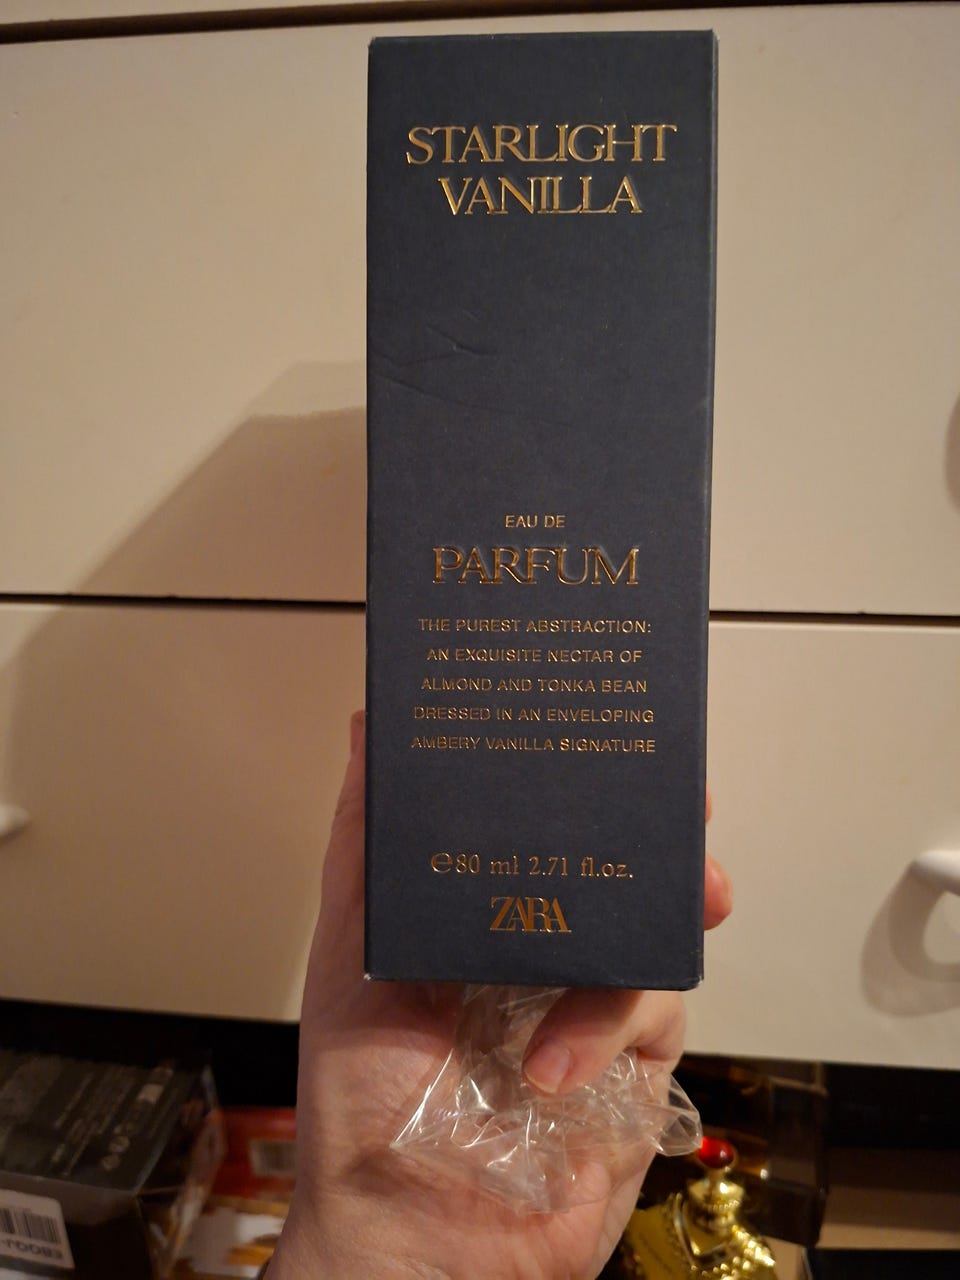 STARLIGHT
VANILLA
EAU DE
PARFUM
THE PUREST ABSTRACTION:
AN EXQUISITE NECTAR OF
ALMOND AND TONKA BEAN
DRESSED IN AN ENVELOPING
AMBERY VANILLA SIGNATURE
℮80 ml 2.71 fl.oz.
ZARA